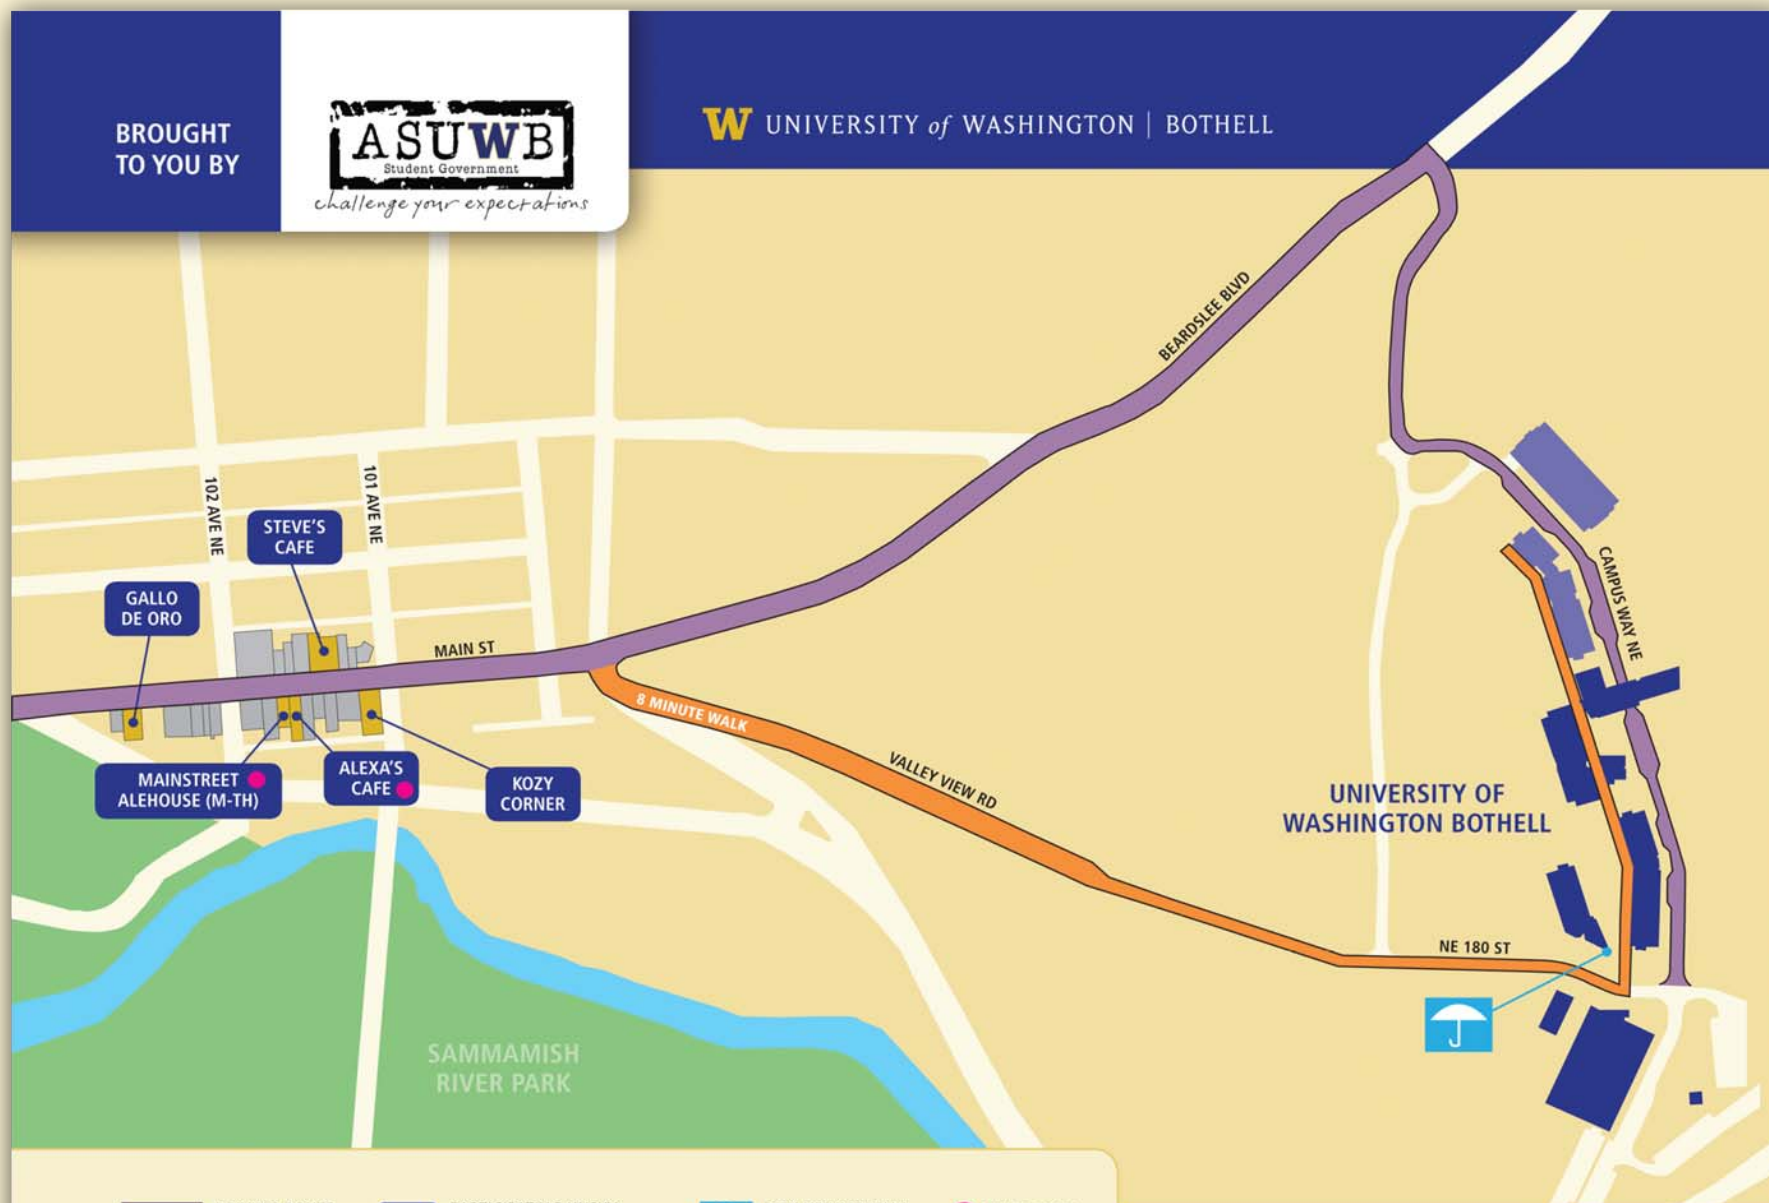 BROUGHT
TO YOU BY
ASUWB
Student Government
challenge your expectations
W UNIVERSITY of WASHINGTON | BOTHELL
BEARDSLEE BLVD
102 AVE NE
101 AVE NE
STEVE'S
CAFE
GALLO
DE ORO
MAIN ST
CAMPUS WAY NE
8 MINUTE WALK
VALLEY VIEW RD
MAINSTREET
ALEHOUSE (M-TH)
ALEXA'S
CAFE
KOZY
CORNER
UNIVERSITY OF
WASHINGTON BOTHELL
NE 180 ST
SAMMAMISH
RIVER PARK